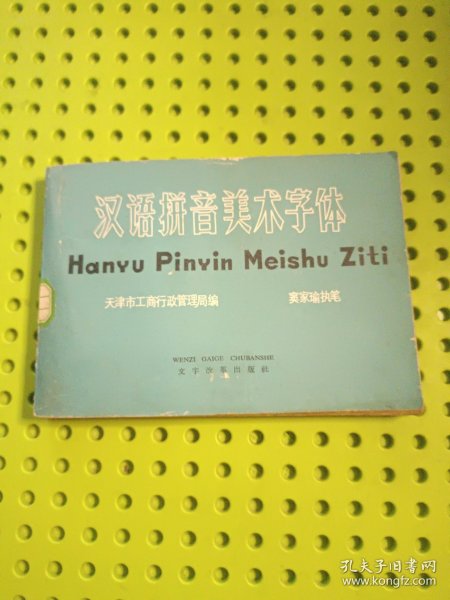 汉语拼音美术字体
Hanyu Pinyin Meishu Ziti
天津市工商行政管理局编 窦家瑜执笔
WENZI GAIGE CHUBANSHE
文字改革出版社
孔夫子旧书网
www.kongfz.com